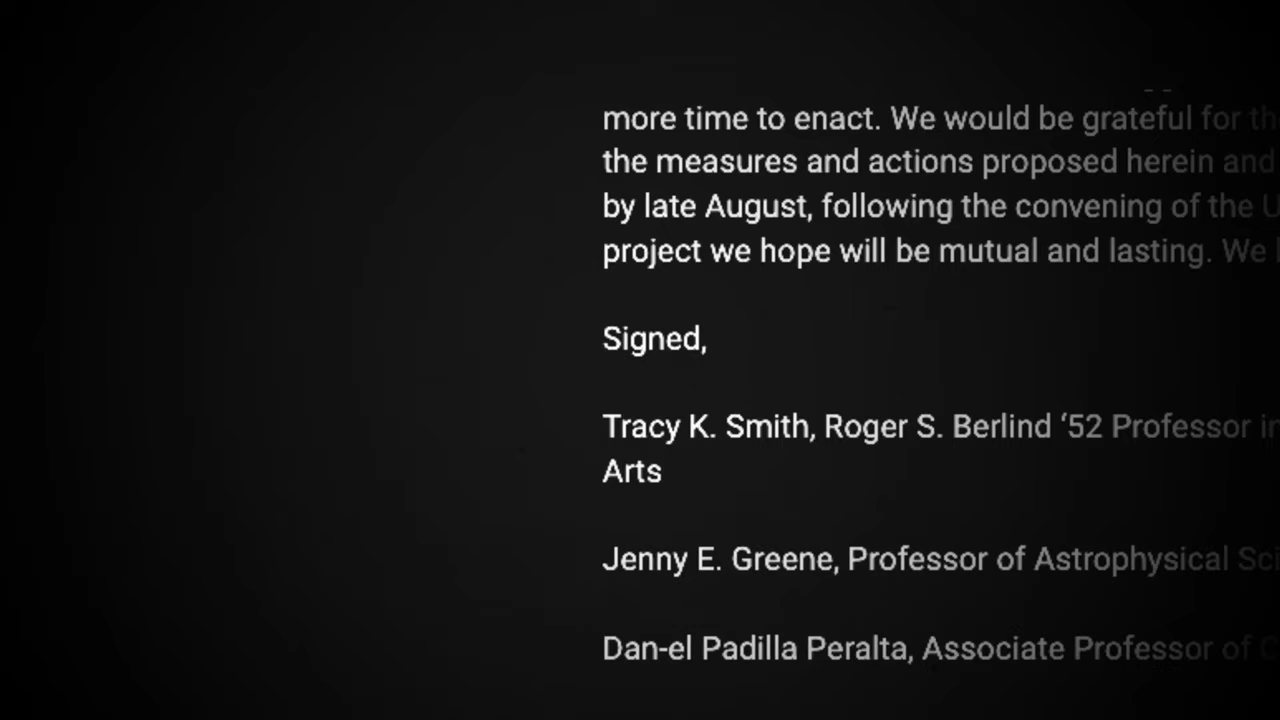 more time to enact. We would be grateful for
the measures and actions proposed herein and
by late August, following the convening of the
project we hope will be mutual and lasting. We
Signed,
Tracy K. Smith, Roger S. Berlind ‘52 Professor in
Arts
Jenny E. Greene, Professor of Astrophysical
Dan-el Padilla Peralta, Associate Professor of